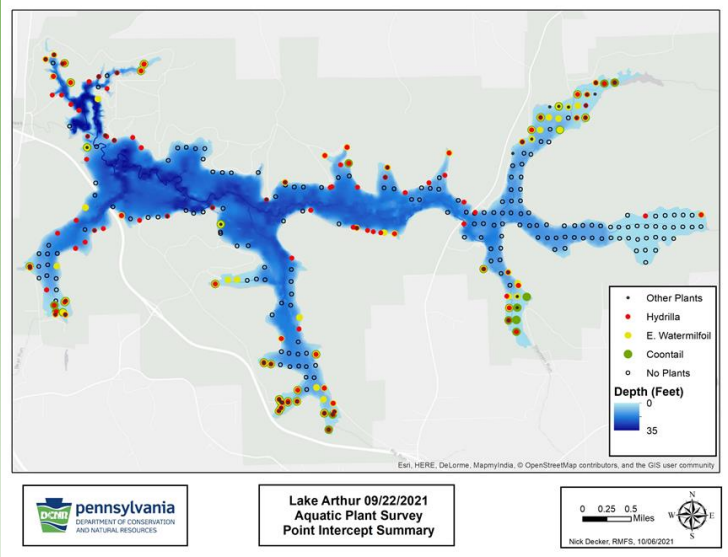 Other Plants
Hydrilla
E. Watermilfoil
Coontail
No Plants
Depth (Feet)
0
35
Esri, HERE, DeLorme, MapmyIndia, © OpenStreetMap contributors, and the GIS user community
DCNR
pennsylvania
DEPARTMENT OF CONSERVATION
AND NATURAL RESOURCES
Lake Arthur 09/22/2021
Aquatic Plant Survey
Point Intercept Summary
0 0.25 0.5
Miles
N
W E
S
Nick Decker, RMFS, 10/06/2021